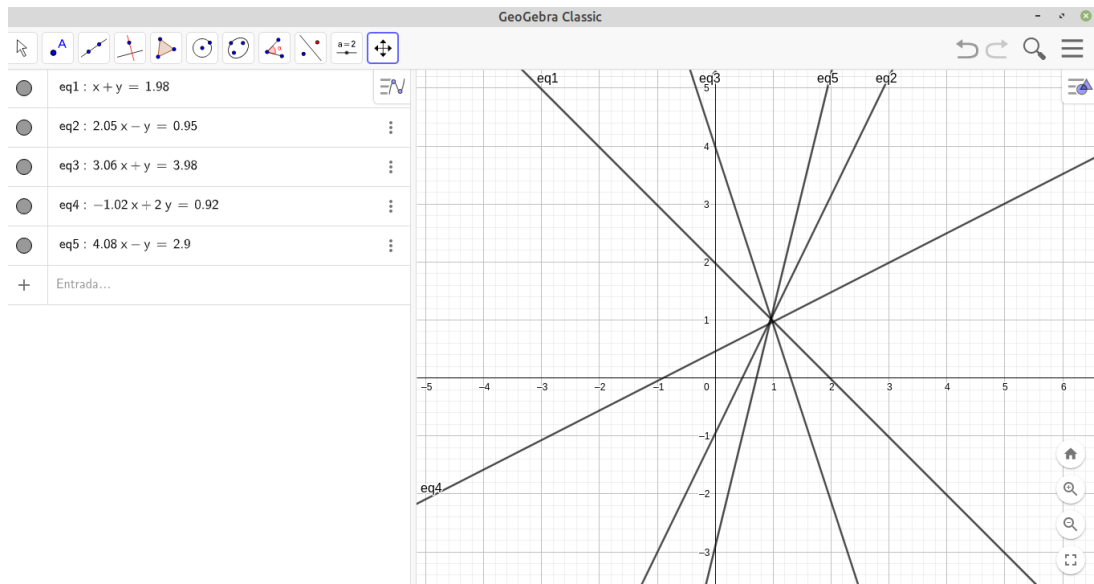 GeoGebra Classic
A
a=2
eq1 : x + y = 1.98
eq2 : 2.05 x − y = 0.95
eq3 : 3.06 x + y = 3.98
eq4 : −1.02 x + 2 y = 0.92
eq5 : 4.08 x − y = 2.9
+ Entrada...
eq1 eq3 eq5 eq2
5
4
3
2
1
−5 −4 −3 −2 −1 0 1 2 3 4 5 6
−1
eq4
−2
−3